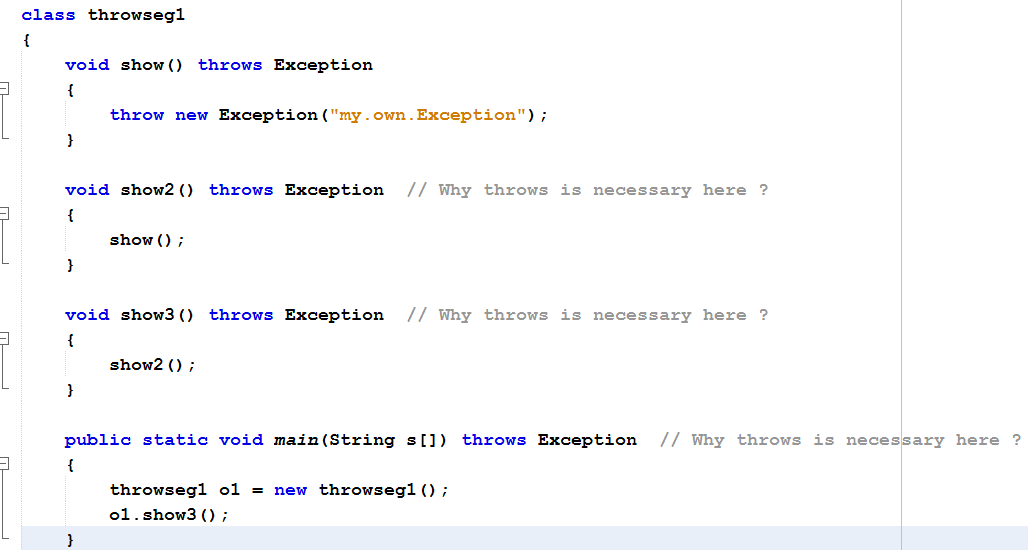 class throwseg1
{
void show() throws Exception
{
throw new Exception("my.own.Exception");
}
void show2() throws Exception // Why throws is necessary here ?
{
show();
}
void show3() throws Exception // Why throws is necessary here ?
{
show2();
}
public static void main(String s[]) throws Exception // Why throws is necessary here ?
{
throwseg1 o1 = new throwseg1();
o1.show3();
}